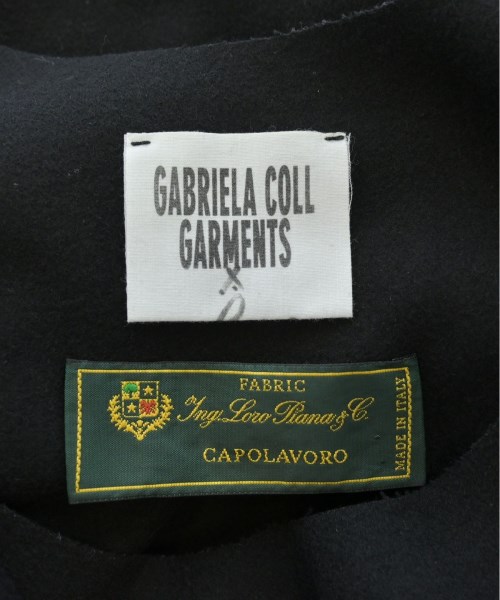 GABRIELA COLL
GARMENTS
X
FABRIC
Ing. Loro Piana & C.
CAPOLAVORO
MADE IN ITALY